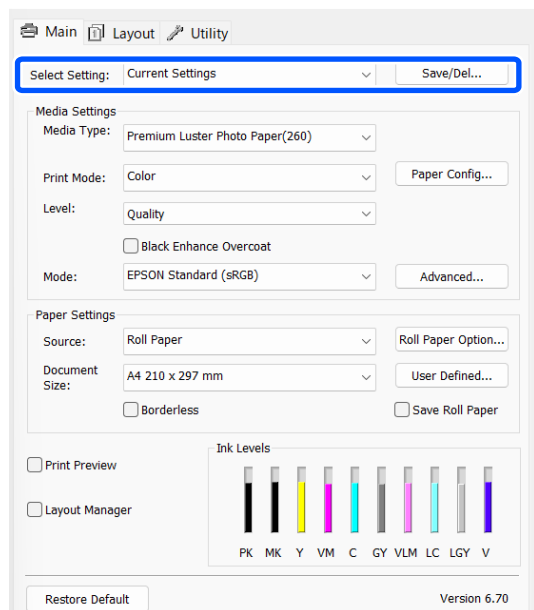 Main Layout Utility
Select Setting: Current Settings Save/Del...
Media Settings
Media Type: Premium Luster Photo Paper(260)
Print Mode: Color Paper Config...
Level: Quality
Black Enhance Overcoat
Mode: EPSON Standard (sRGB) Advanced...
Paper Settings
Source: Roll Paper Roll Paper Option...
Document
Size: A4 210 x 297 mm User Defined...
Borderless Save Roll Paper
Ink Levels
Print Preview
Layout Manager
PK MK Y VM C GY VLM LC LGY V
Restore Default Version 6.70